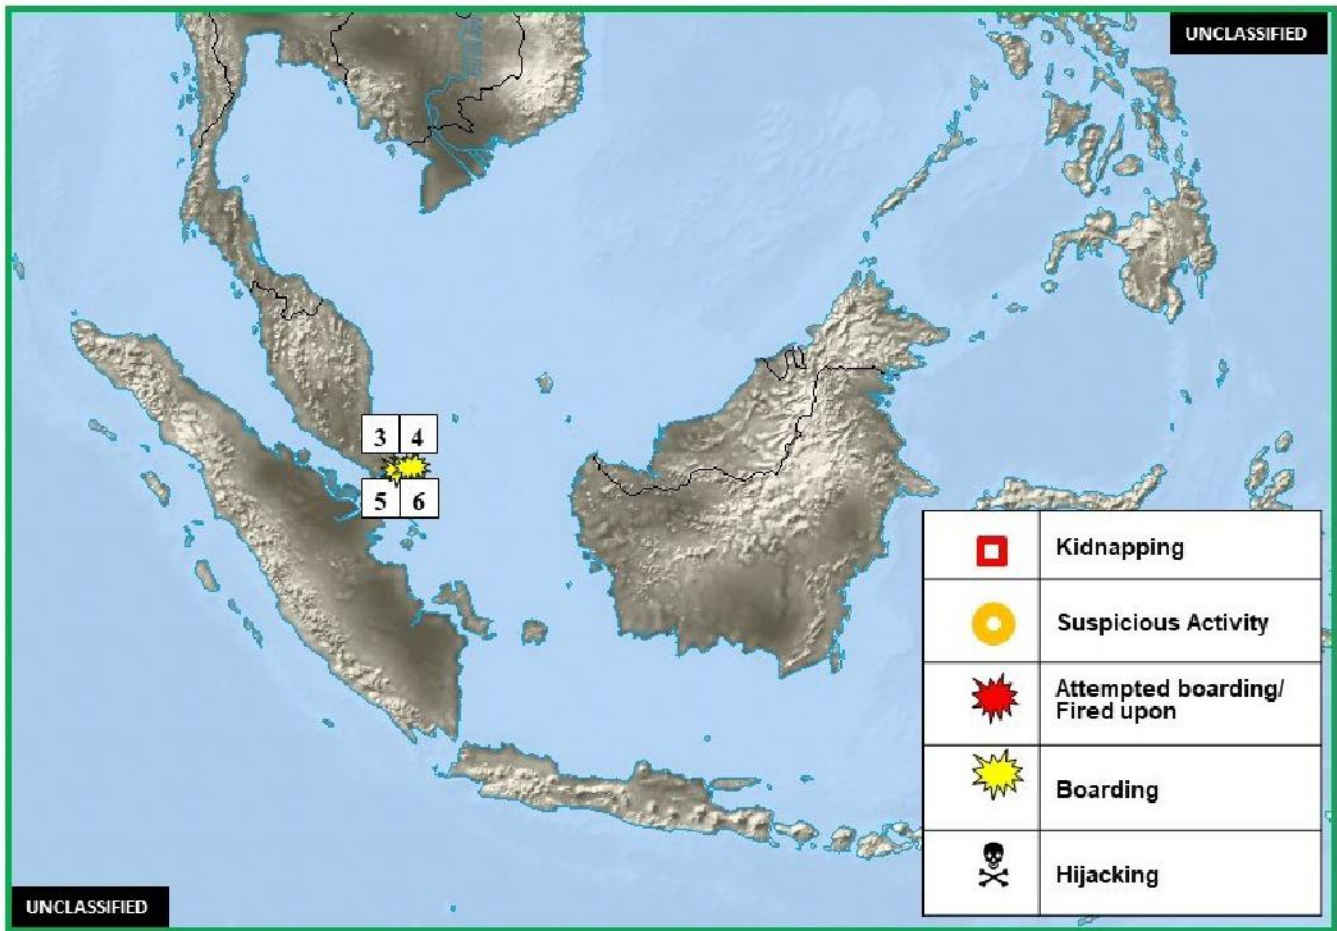 UNCLASSIFIED
3 4
5 6
Kidnapping
Suspicious Activity
Attempted boarding/
Fired upon
Boarding
Hijacking
UNCLASSIFIED